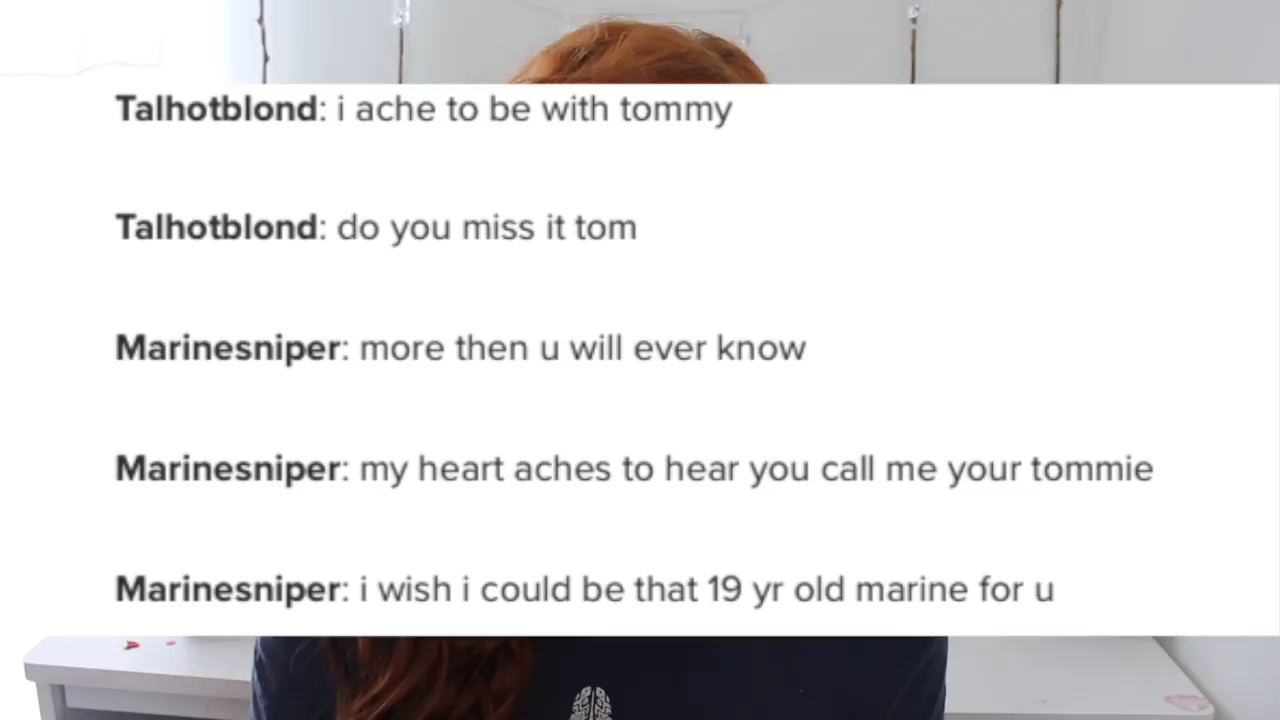 Talhotblond: i ache to be with tommy
Talhotblond: do you miss it tom
Marinesniper: more then u will ever know
Marinesniper: my heart aches to hear you call me your tommie
Marinesniper: i wish i could be that 19 yr old marine for u